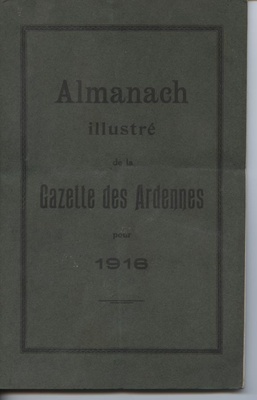 Almanach
illustré
de la
Gazette des Ardennes
pour
1916